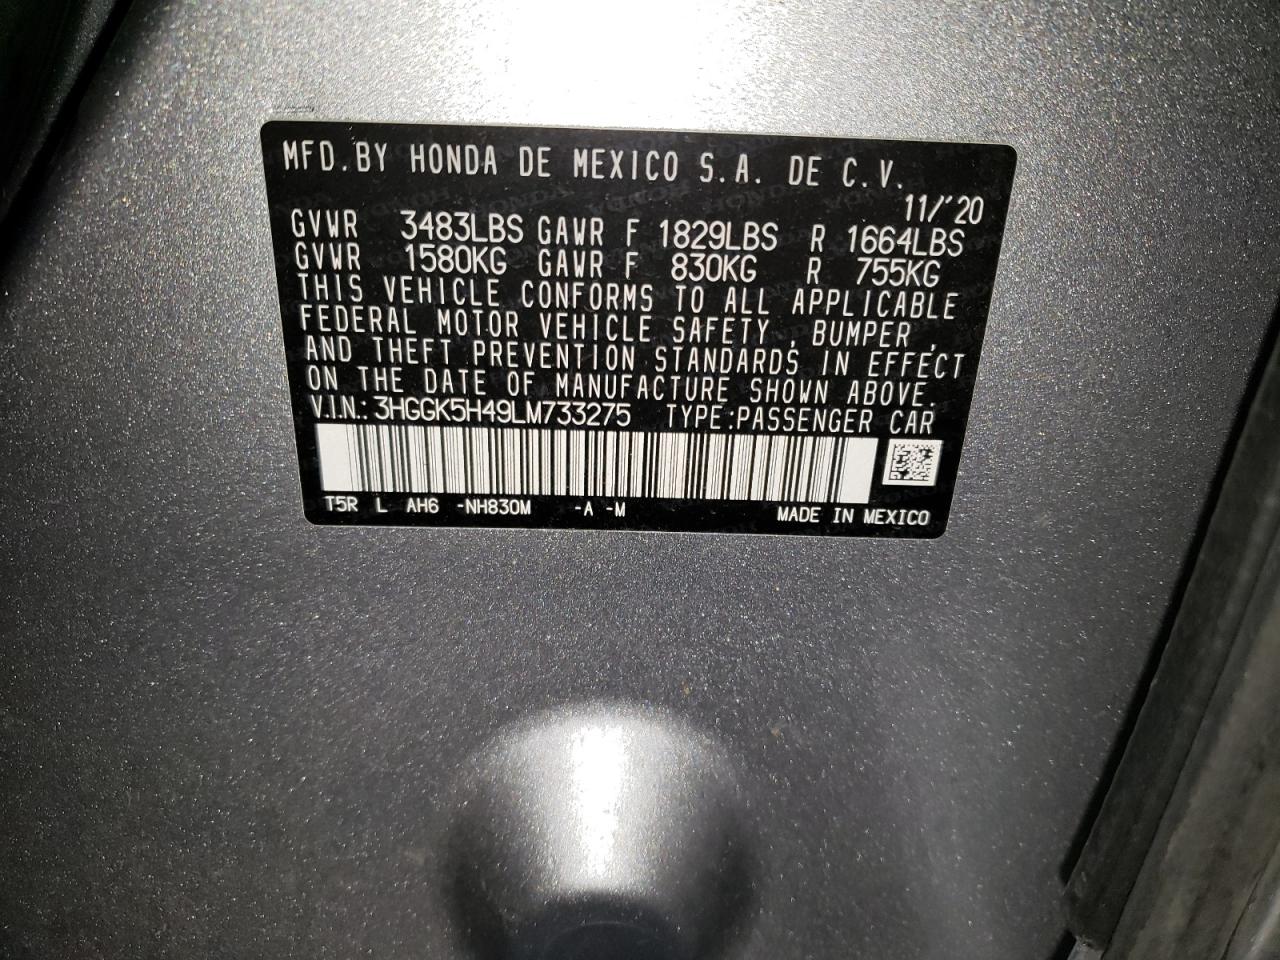 MFD.BY HONDA DE MEXICO S.A. DE C.V.
11/'20
GVWR 3483LBS GAWR F 1829LBS R 1664LBS
GVWR 1580KG GAWR F 830KG R 755KG
THIS VEHICLE CONFORMS TO ALL APPLICABLE
FEDERAL MOTOR VEHICLE SAFETY , BUMPER ,
AND THEFT PREVENTION STANDARDS IN EFFECT
ON THE DATE OF MANUFACTURE SHOWN ABOVE.
V.I.N.: 3HGGK5H49LM733275 TYPE:PASSENGER CAR
T5R L AH6 -NH830M -A -M MADE IN MEXICO